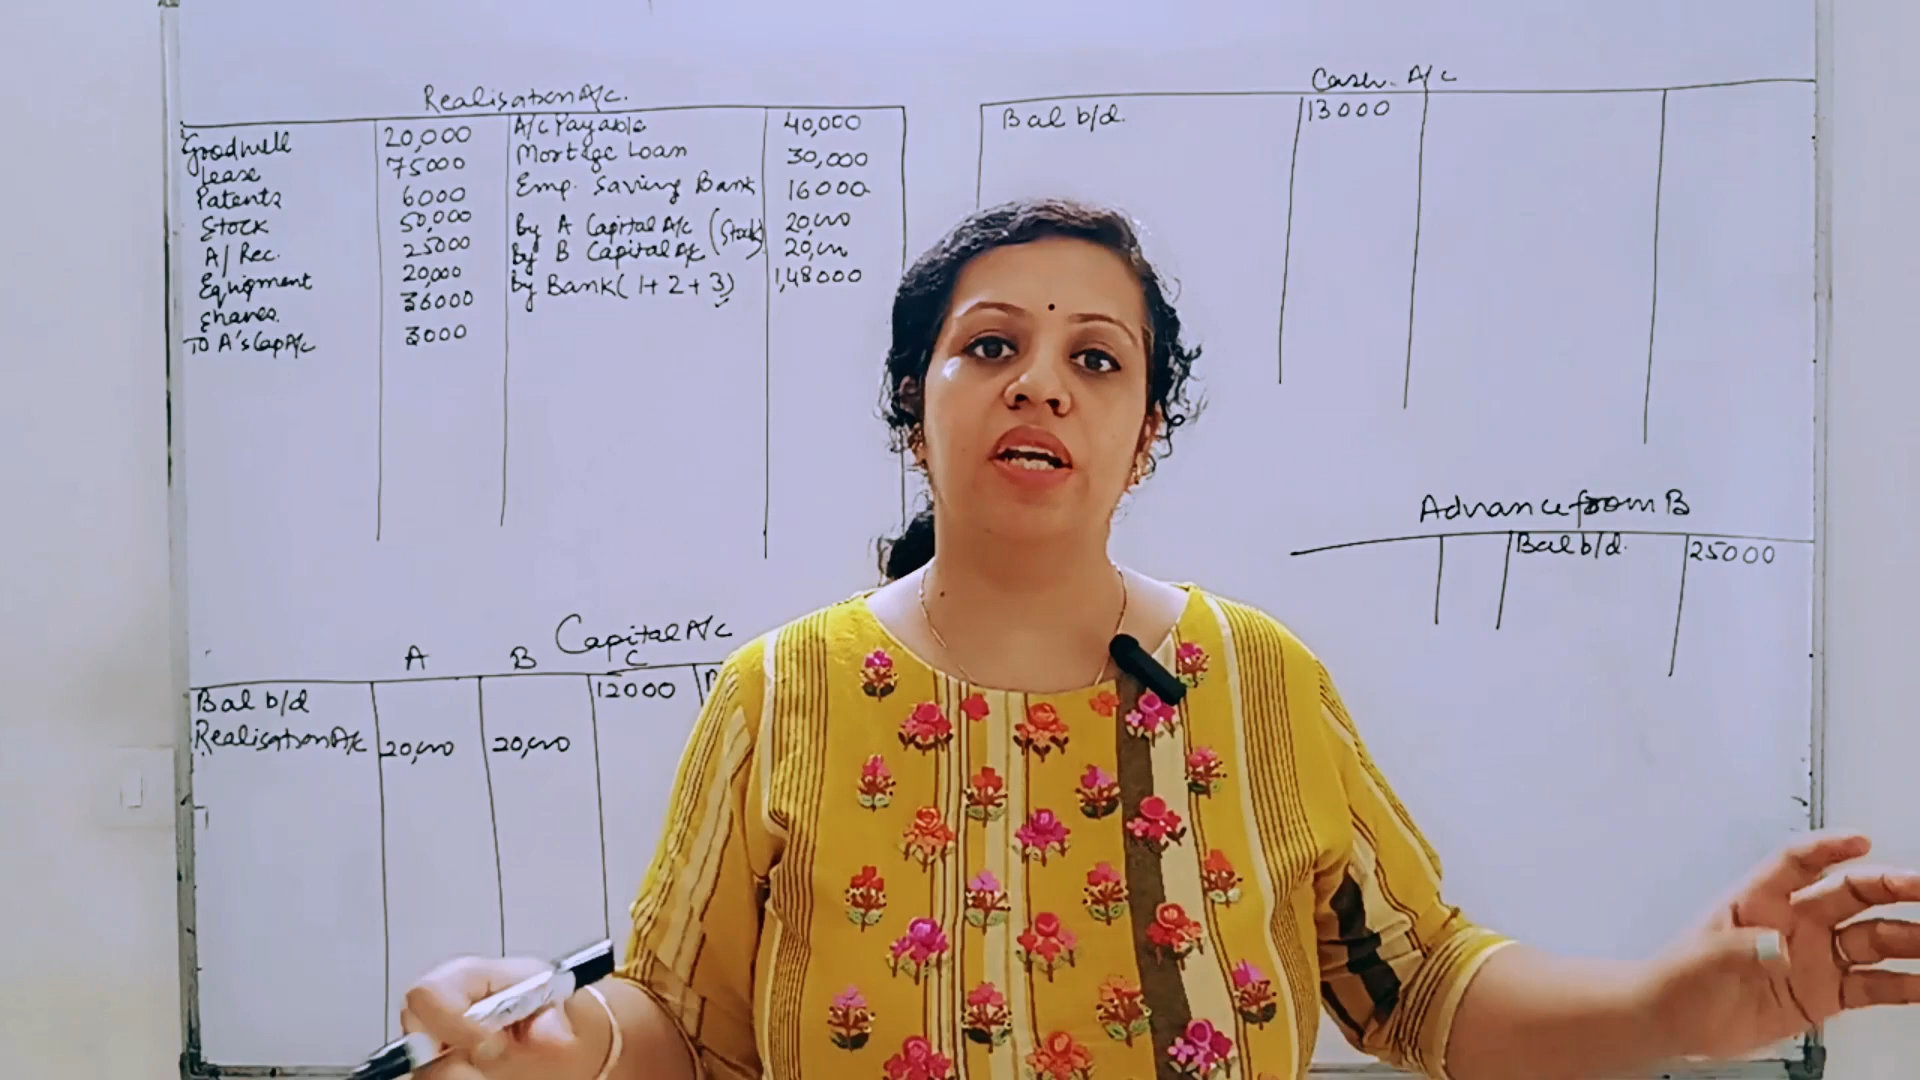 Realisation A/c.
Goodwill 20,000 A/c Payable 40,000
Lease 75000 Mortege Loan 30,000
Patents 6000 Emp. Saving Bank 16000
Stock 50,000 By A Capital A/c (Stock) 20,000
A/Rec. 25000 By B Capital A/c 20,000
Equipment 20,000 By Bank (1+2+3) 1,48000
Shares. 36000
To A's Cap A/c 3000
Cash A/c
Bal b/d. 13000
Advance from B
Bal b/d. 25000
Capital A/c
A B C
Bal b/d 12000
Realisation A/c 20,000 20,000